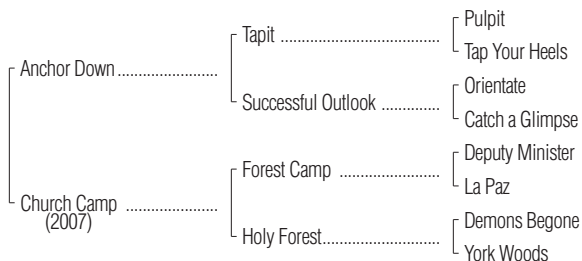 Pulpit
Tapit
Tap Your Heels
Anchor Down
Orientate
Successful Outlook
Catch a Glimpse
Deputy Minister
Forest Camp
La Paz
Church Camp
(2007)
Demons Begone
Holy Forest
York Woods